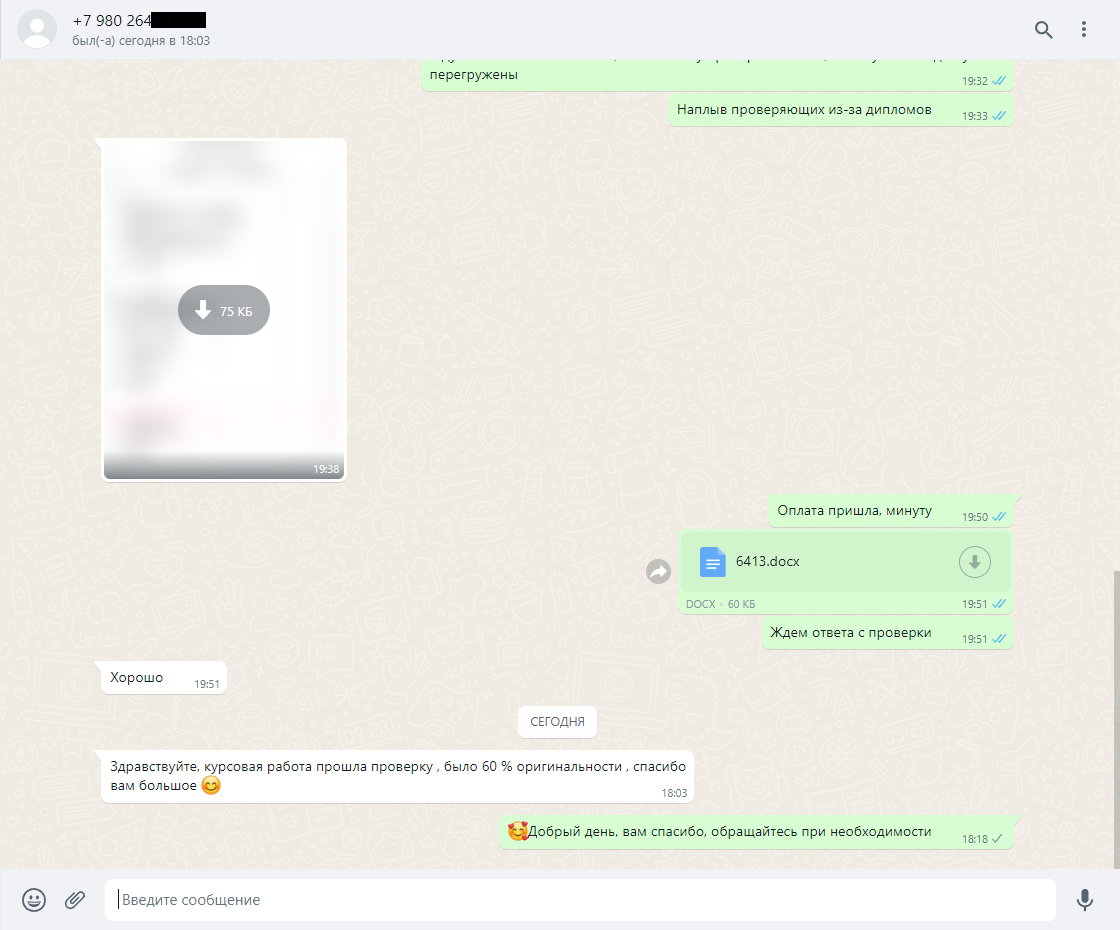 +7 980 264
был(-а) сегодня в 18:03
перегружены
19:32
Наплыв проверяющих из-за дипломов
19:33
75 КБ
19:38
Оплата пришла, минуту
19:50
6413.docx
DOCX • 60 КБ
19:51
Ждем ответа с проверки
19:51
Хорошо
19:51
СЕГОДНЯ
Здравствуйте, курсовая работа прошла проверку , было 60 % оригинальности , спасибо
вам большое 😊
18:03
🥰Добрый день, вам спасибо, обращайтесь при необходимости
18:18
Введите сообщение